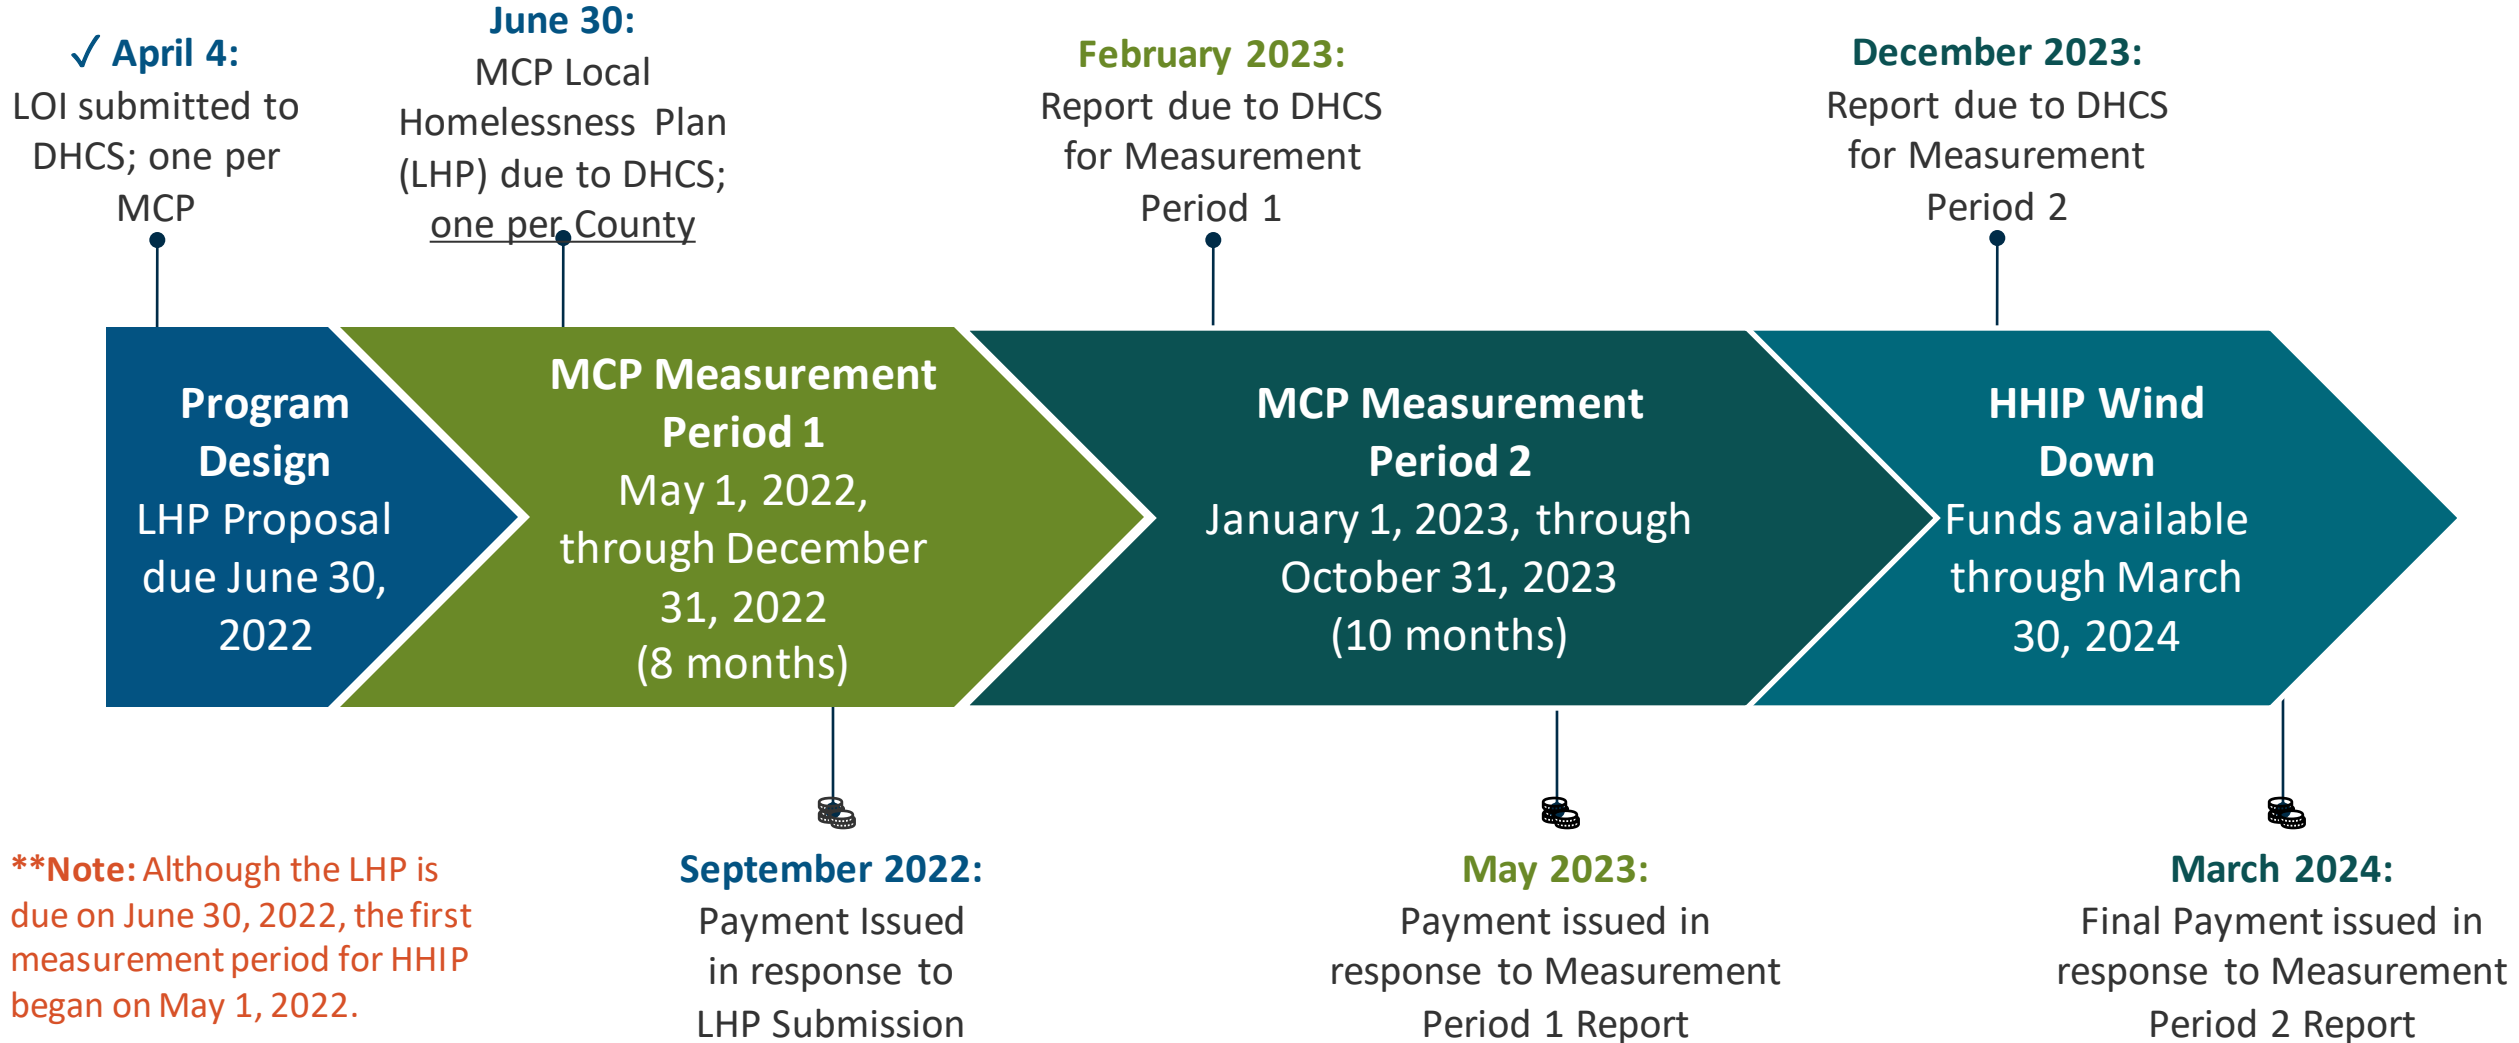 ✓ April 4:
LOI submitted to
DHCS; one per
MCP
June 30:
MCP Local
Homelessness Plan
(LHP) due to DHCS;
one per County
February 2023:
Report due to DHCS
for Measurement
Period 1
December 2023:
Report due to DHCS
for Measurement
Period 2
Program
Design
LHP Proposal
due June 30,
2022
MCP Measurement
Period 1
May 1, 2022,
through December
31, 2022
(8 months)
MCP Measurement
Period 2
January 1, 2023, through
October 31, 2023
(10 months)
HHIP Wind
Down
Funds available
through March
30, 2024
**Note: Although the LHP is
due on June 30, 2022, the first
measurement period for HHIP
began on May 1, 2022.
September 2022:
Payment Issued
in response to
LHP Submission
May 2023:
Payment issued in
response to Measurement
Period 1 Report
March 2024:
Final Payment issued in
response to Measurement
Period 2 Report